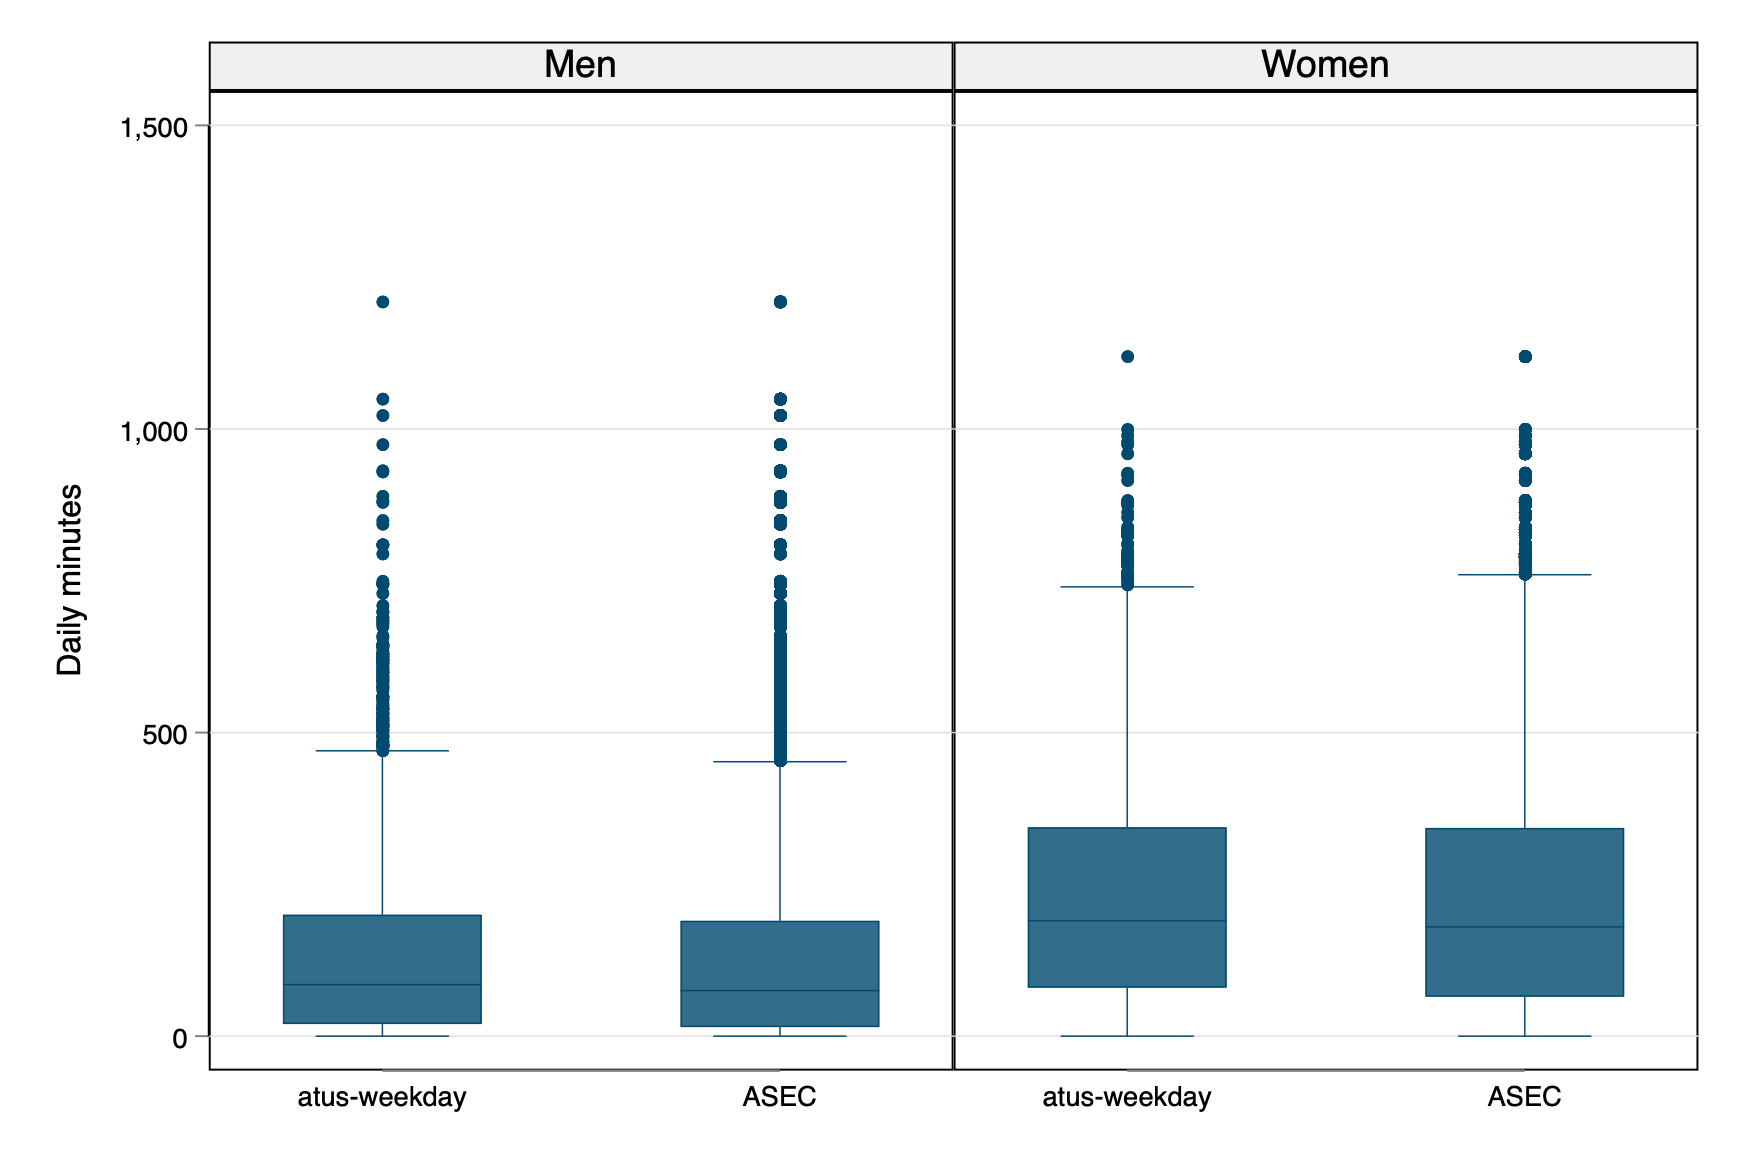 Men
Women
1,500
1,000
500
0
Daily minutes
atus-weekday
ASEC
atus-weekday
ASEC